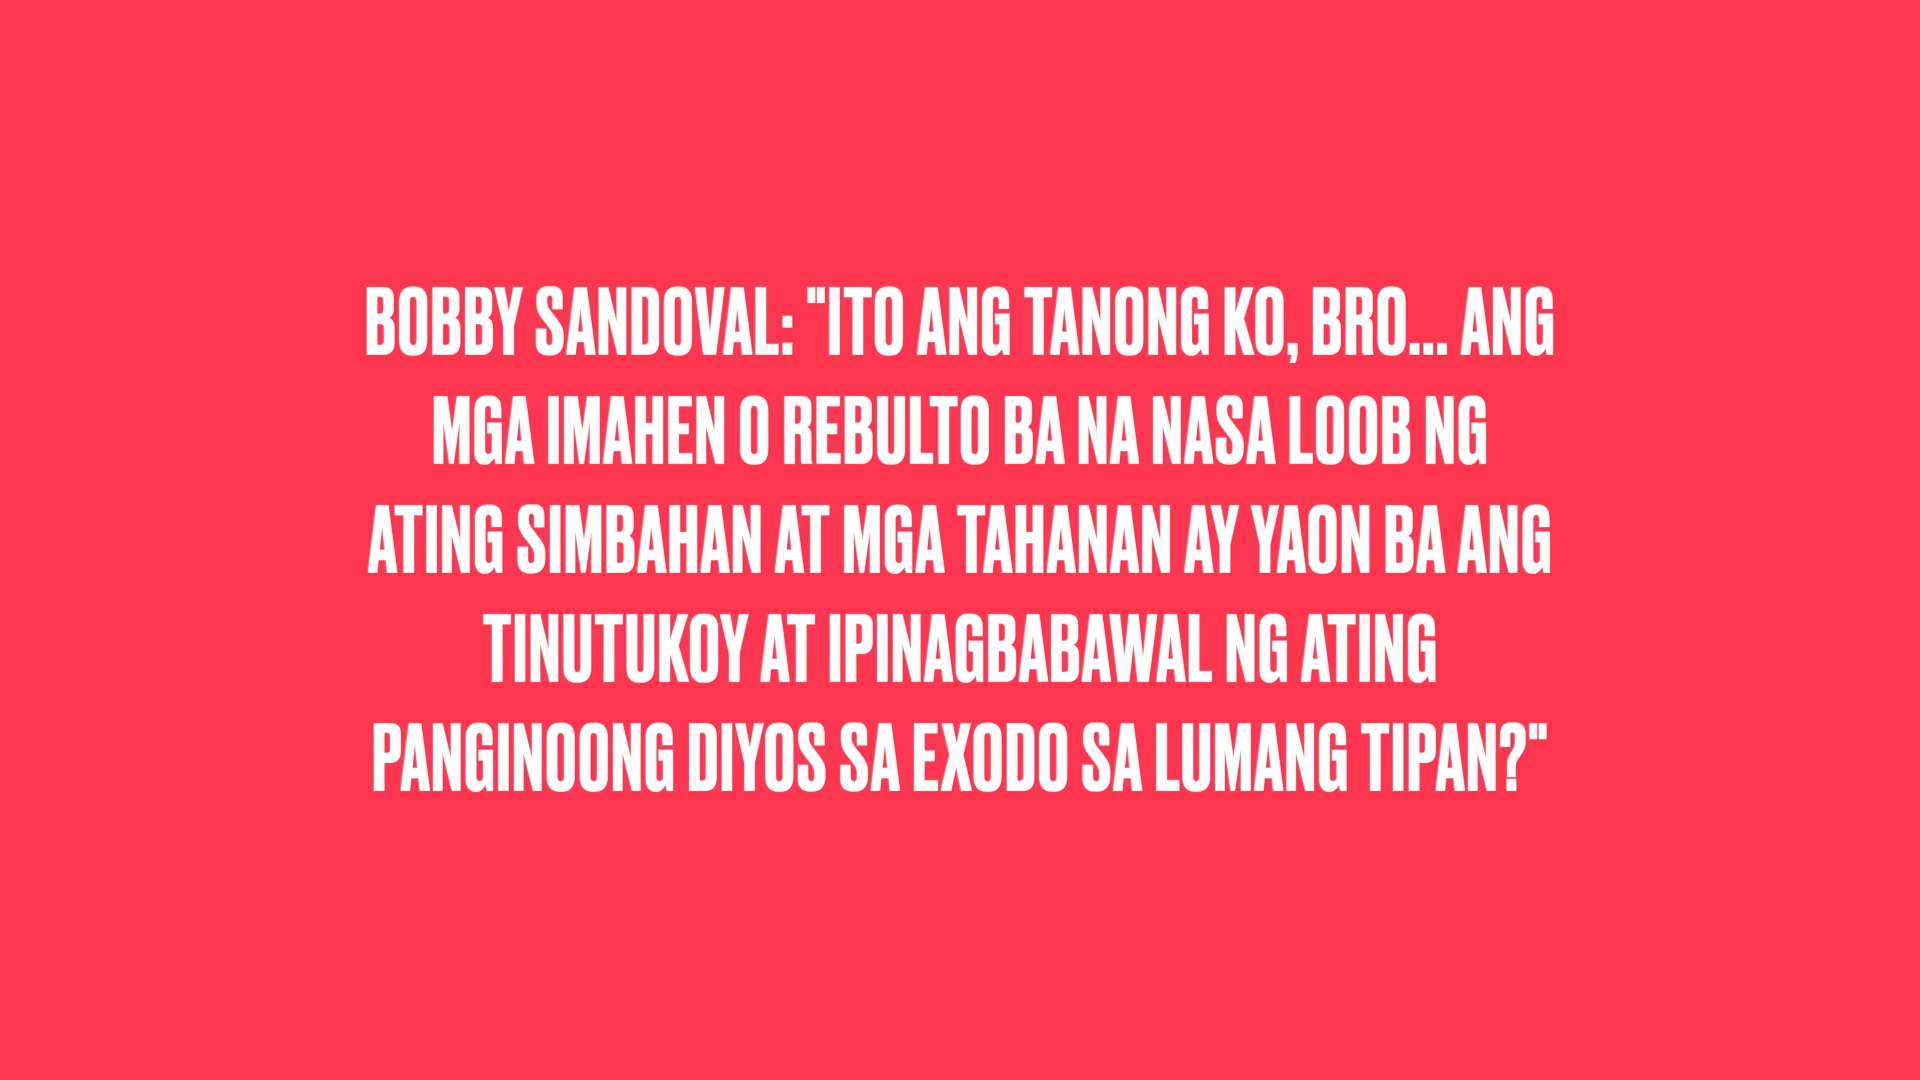 BOBBY SANDOVAL: "ITO ANG TANONG KO, BRO... ANG
MGA IMAHEN O REBULTO BA NA NASA LOOB NG
ATING SIMBAHAN AT MGA TAHANAN AY YAON BA ANG
TINUTUKOY AT IPINAGBABAWAL NG ATING
PANGINOONG DIYOS SA EXODO SA LUMANG TIPAN?"